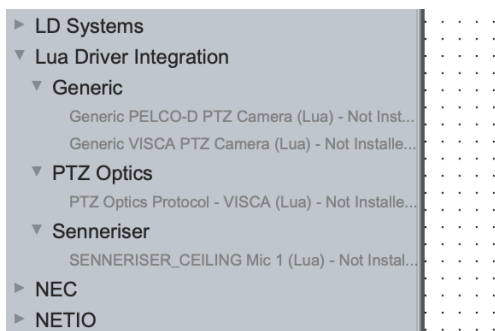 LD Systems
Lua Driver Integration
Generic
Generic PELCO-D PTZ Camera (Lua) - Not Inst...
Generic VISCA PTZ Camera (Lua) - Not Installe...
PTZ Optics
PTZ Optics Protocol - VISCA (Lua) - Not Installe...
Senneriser
SENNERISER_CEILING Mic 1 (Lua) - Not Instal...
NEC
NETIO